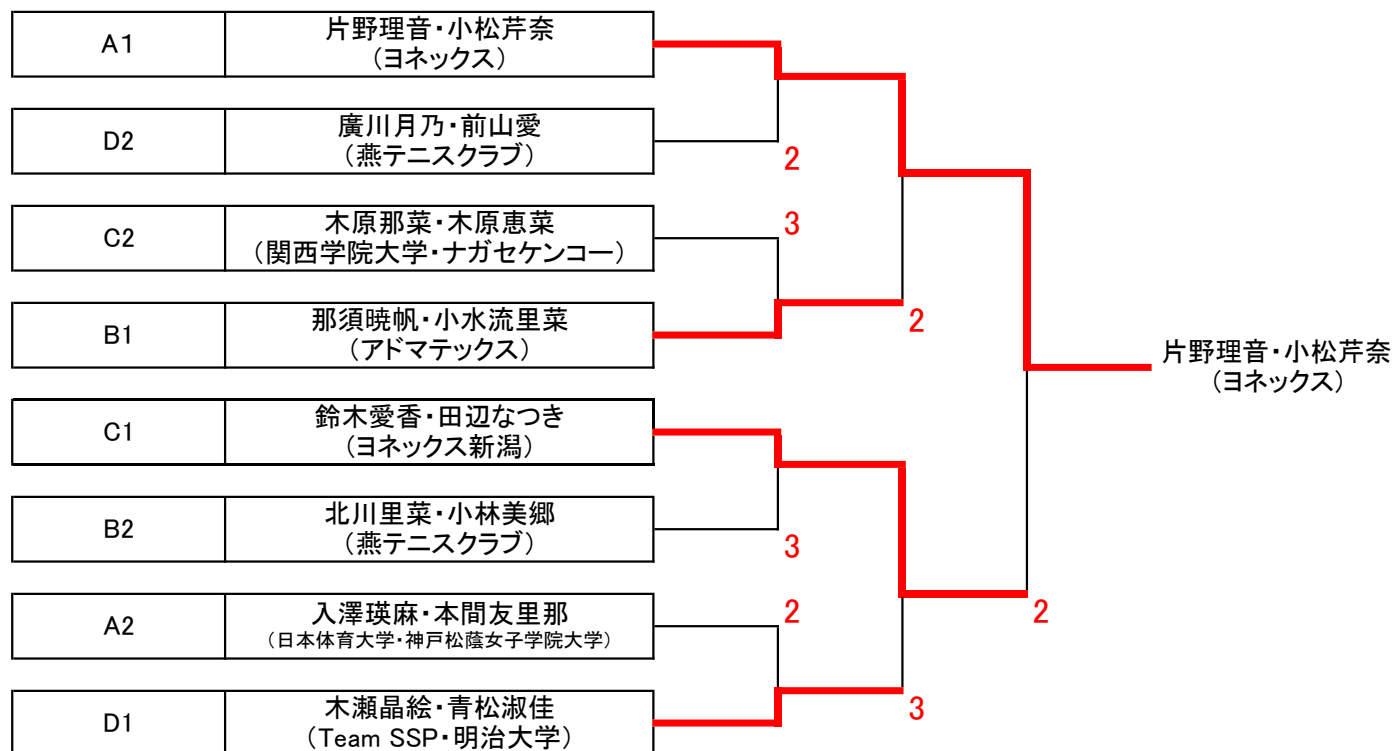 A1
片野理音・小松芹奈
(ヨネックス)
D2
廣川月乃・前山愛
(燕テニスクラブ)
2
C2
木原那菜・木原恵菜
(関西学院大学・ナガセケンコー)
3
B1
那須暁帆・小水流里菜
(アドマテックス)
2
片野理音・小松芹奈
(ヨネックス)
C1
鈴木愛香・田辺なつき
(ヨネックス新潟)
B2
北川里菜・小林美郷
(燕テニスクラブ)
3
A2
入澤瑛麻・本間友里那
(日本体育大学・神戸松蔭女子学院大学)
2
2
D1
木瀬晶絵・青松淑佳
(Team SSP・明治大学)
3